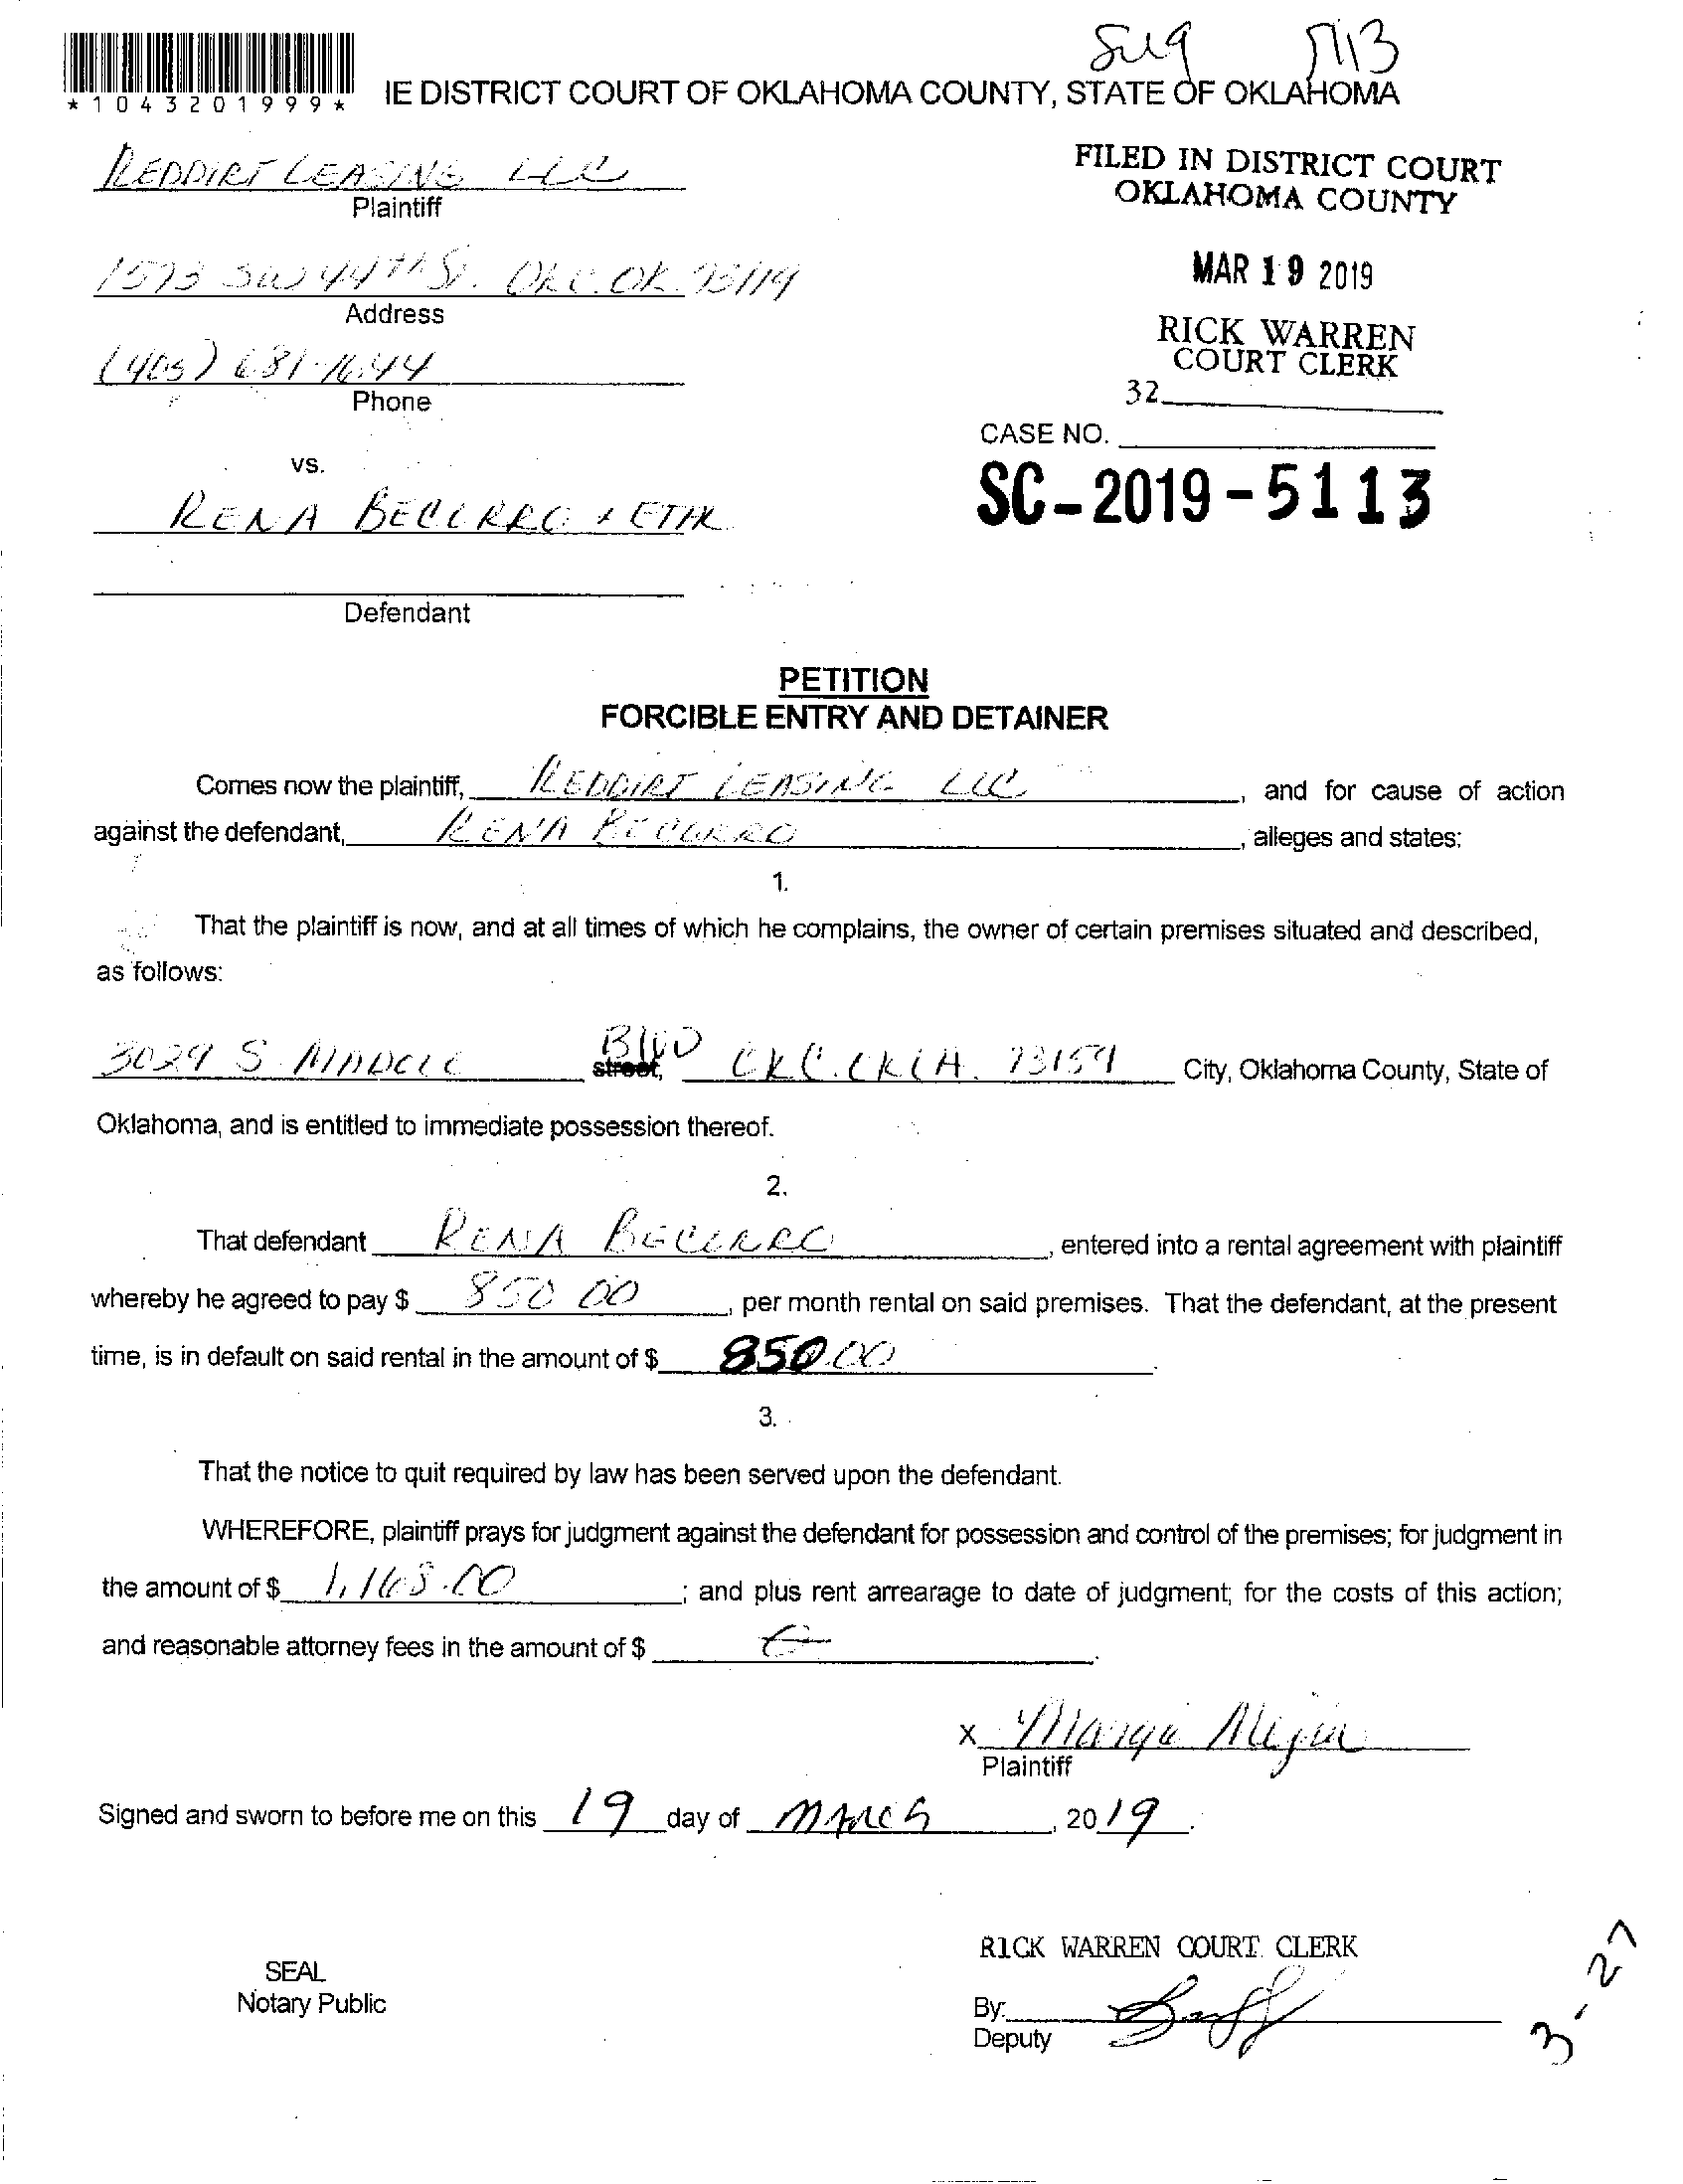 Sug 5113
*1043201999*
IE DISTRICT COURT OF OKLAHOMA COUNTY, STATE OF OKLAHOMA
REDDIRT LEASING LLC
Plaintiff
FILED IN DISTRICT COURT
OKLAHOMA COUNTY
1573 SW 44th St. OKC. OK. 73119
Address
MAR 19 2019
(405) 681-1644
Phone
RICK WARREN
COURT CLERK
32
CASE NO.
vs.
SC-2019-5113
RENA BECERRO
Defendant
PETITION
FORCIBLE ENTRY AND DETAINER
Comes now the plaintiff, REDDIRT LEASING LLC, and for cause of action
against the defendant, RENA BECERRO, alleges and states:
1.
That the plaintiff is now, and at all times of which he complains, the owner of certain premises situated and described,
as follows:
3029 S. street, Blvd OKC. OKLA. City, Oklahoma County, State of
Oklahoma, and is entitled to immediate possession thereof.
2.
That defendant RENA BECERRO, entered into a rental agreement with plaintiff
whereby he agreed to pay $ 850 00, per month rental on said premises. That the defendant, at the present
time, is in default on said rental in the amount of $ 850.00.
3.
That the notice to quit required by law has been served upon the defendant.
WHEREFORE, plaintiff prays for judgment against the defendant for possession and control of the premises; for judgment in
the amount of $ 1,168.00; and plus rent arrearage to date of judgment; for the costs of this action;
and reasonable attorney fees in the amount of $
X
Plaintiff
Signed and sworn to before me on this 19 day of MARCH, 2019.
RICK WARREN COURT CLERK
SEAL
Notary Public
By:
Deputy
3-27